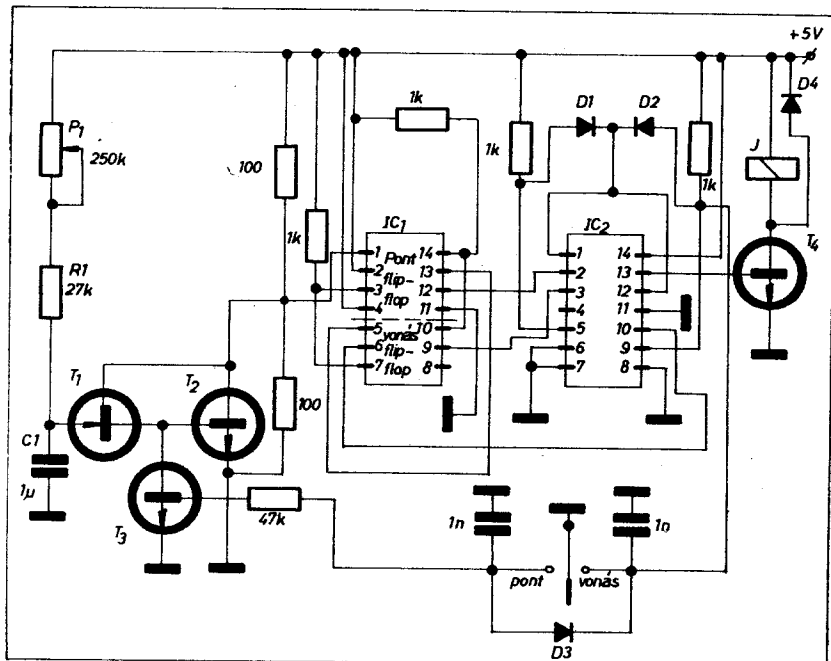 +5V
P1
250k
R1
27k
C1
1µ
T1
T2
T3
100
1k
1k
100
47k
IC1
1
2
3
4
5
6
7
14
13
12
11
10
9
8
Pont
flip-
flop
vonás
flip-
flop
1k
D1
D2
1k
IC2
1
2
3
4
5
6
7
14
13
12
11
10
9
8
D4
J
T4
1n
1n
pont
vonás
D3